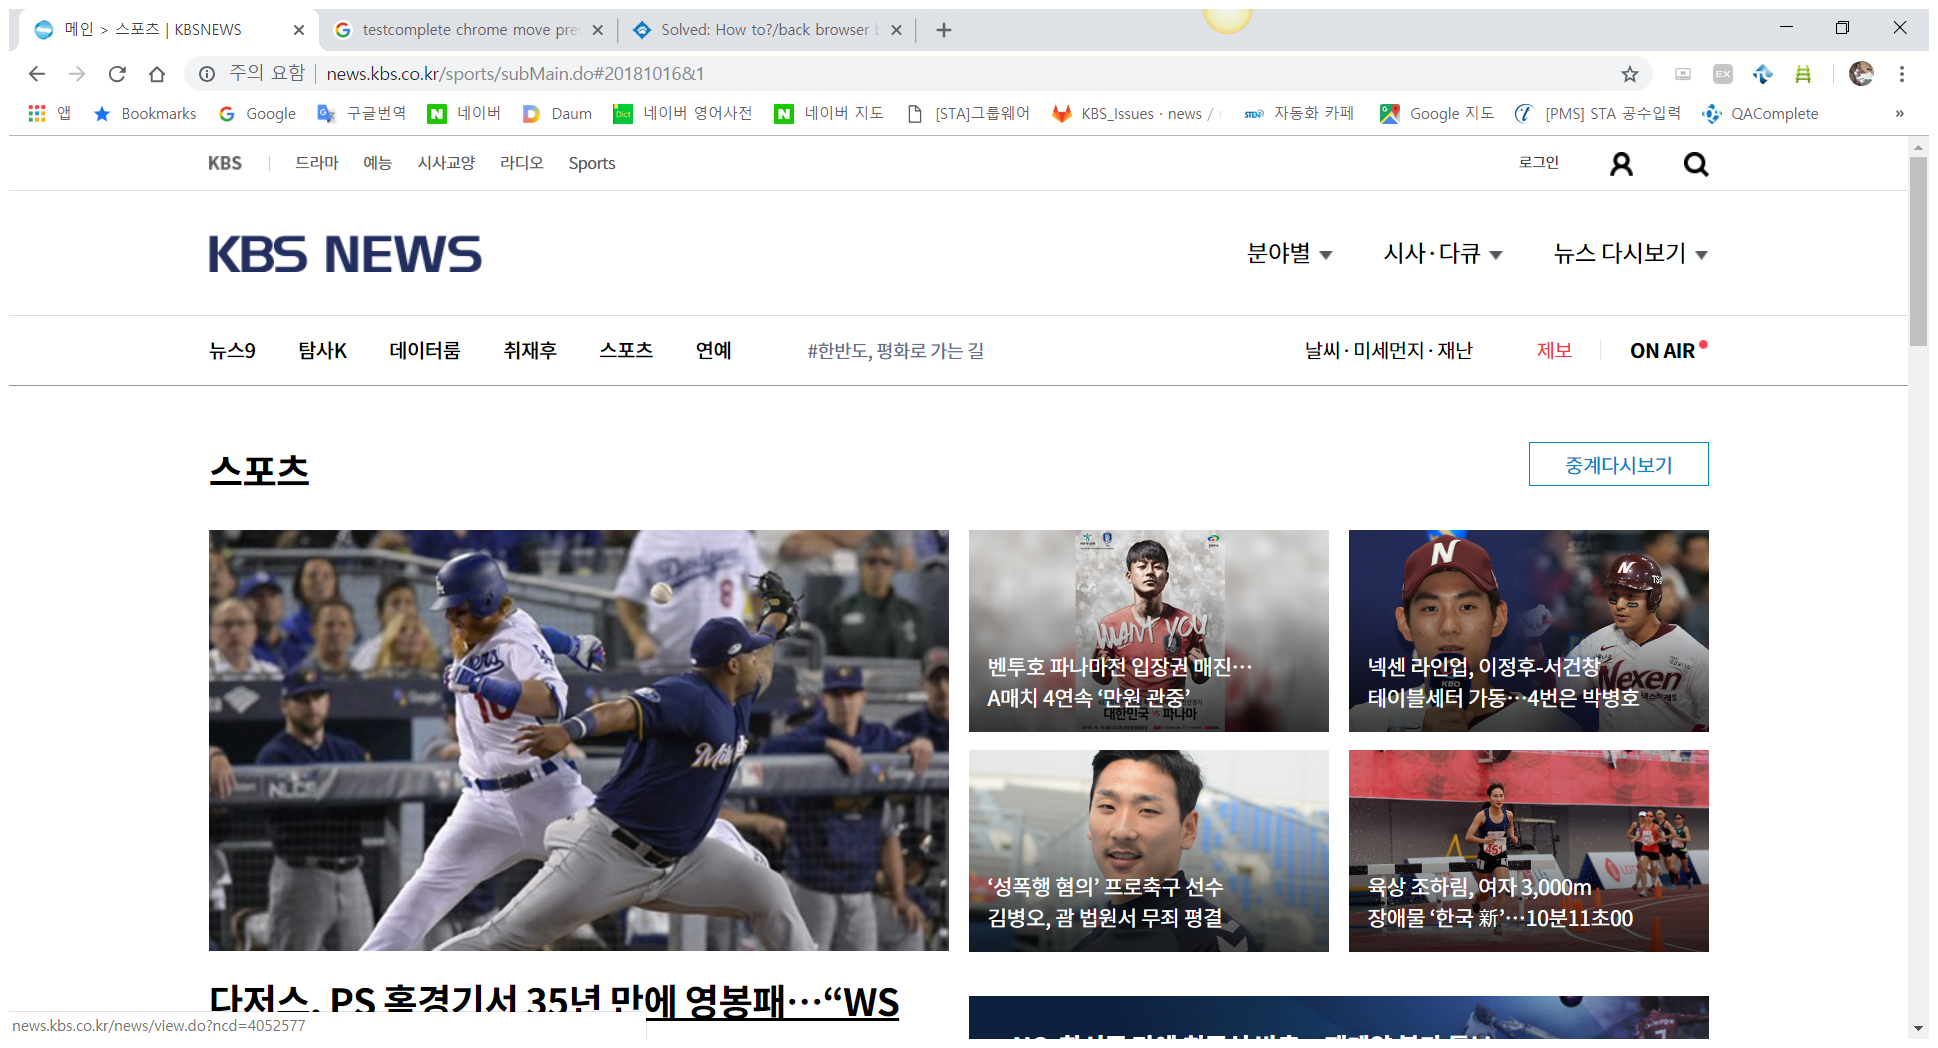 메인 > 스포츠 | KBSNEWS
testcomplete chrome move pre
Solved: How to?/back browser b
주의 요함
news.kbs.co.kr/sports/subMain.do#20181016&1
EX
앱
Bookmarks
Google
구글번역
네이버
Daum
Dict
네이버 영어사전
네이버 지도
[STA]그룹웨어
KBS_Issues · news /
자동화 카페
Google 지도
[PMS] STA 공수입력
QAComplete
»
KBS
드라마
예능
시사교양
라디오
Sports
로그인
KBS NEWS
분야별
시사·다큐
뉴스 다시보기
뉴스9
탐사K
데이터룸
취재후
스포츠
연예
#한반도, 평화로 가는 길
날씨·미세먼지·재난
제보
ON AIR
스포츠
중계다시보기
WANT YOU
벤투호 파나마전 입장권 매진…
A매치 4연속 ‘만원 관중’
대한민국 VS 파나마
Nexen
넥센 라인업, 이정후-서건창
테이블세터 가동…4번은 박병호
‘성폭행 혐의’ 프로축구 선수
김병오, 괌 법원서 무죄 평결
육상 조하림, 여자 3,000m
장애물 ‘한국 新’…10분11초00
다저스, PS 홈경기서 35년 만에 영봉패…“WS
news.kbs.co.kr/news/view.do?ncd=4052577